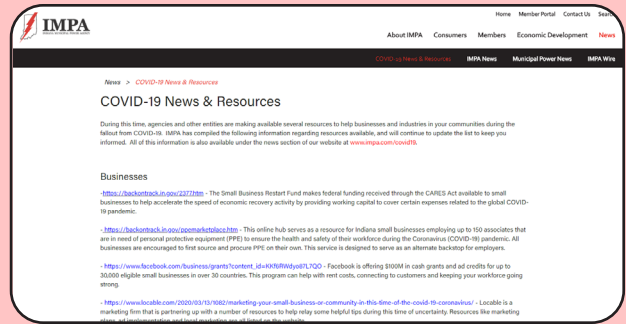 Home Member Portal Contact Us Search
IMPA
About IMPA Consumers Members Economic Development News
COVID-19 News & Resources IMPA News Municipal Power News IMPA Wire
News > COVID-19 News & Resources
COVID-19 News & Resources
During this time, agencies and other entities are making available several resources to help businesses and industries in your communities during the
fallout from COVID-19. IMPA has compiled the following information regarding resources available, and will continue to update the list to keep you
informed. All of this information is also available under the news section of our website at www.impa.com/covid19.
Businesses
-https://backontrack.in.gov/2377.htm - The Small Business Restart Fund makes federal funding received through the CARES Act available to small
businesses to help accelerate the speed of economic recovery activity by providing working capital to cover certain expenses related to the global COVID-
19 pandemic.
- https://backontrack.in.gov/ppemarketplace.htm - This online hub serves as a resource for Indiana small businesses employing up to 150 associates that
are in need of personal protective equipment (PPE) to ensure the health and safety of their workforce during the Coronavirus (COVID-19) pandemic. All
businesses are encouraged to first source and procure PPE on their own. This service is designed to serve as an alternate backstop for employers.
- https://www.facebook.com/business/grants?content_id=KKf6RWdyo87L7QO - Facebook is offering $100M in cash grants and ad credits for up to
30,000 eligible small businesses in over 30 countries. This program can help with rent costs, connecting to customers and keeping your workforce going
strong.
- https://www.locable.com/2020/03/13/1082/marketing-your-small-business-or-community-in-this-time-of-the-covid-19-coronavirus/ - Locable is a
marketing firm that is partnering up with a number of resources to help relay some helpful tips during this time of uncertainty. Resources like marketing
plans, ad implementation and local marketing are all listed on the website.